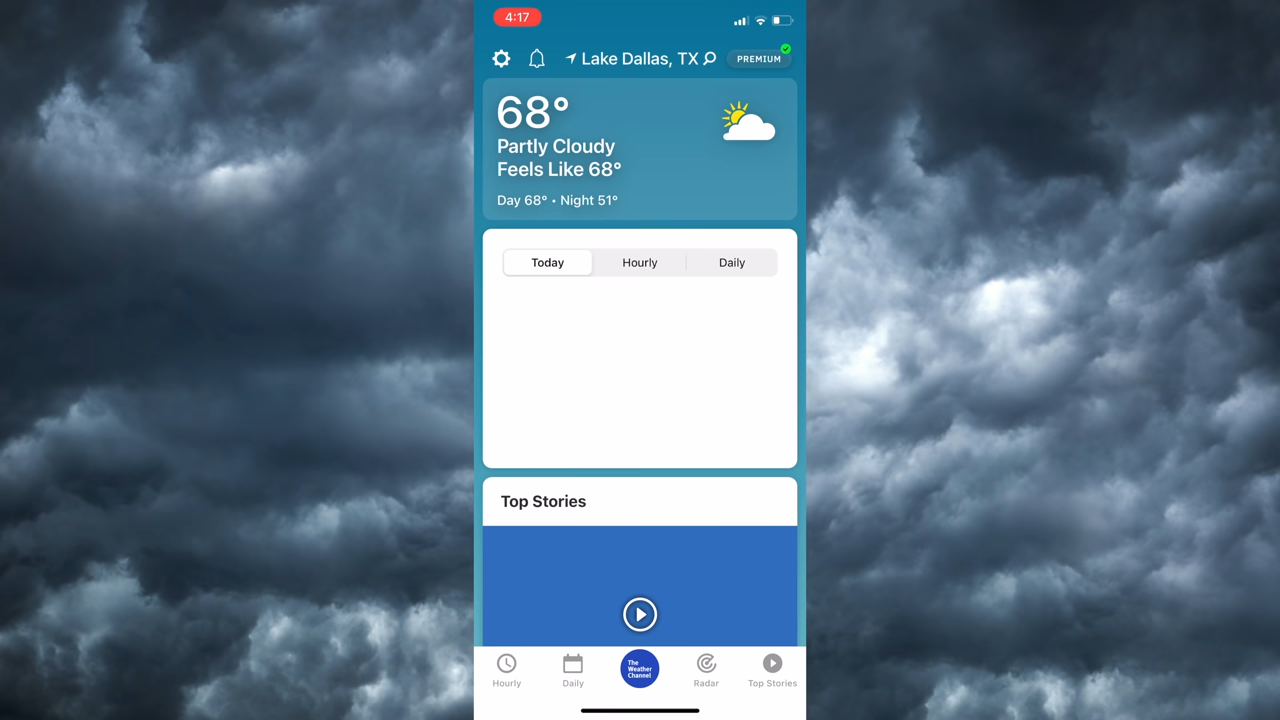 4:17
Lake Dallas, TX
PREMIUM
68°
Partly Cloudy
Feels Like 68°
Day 68° • Night 51°
Today Hourly Daily
Top Stories
The
Weather
Channel
Hourly Daily Radar Top Stories